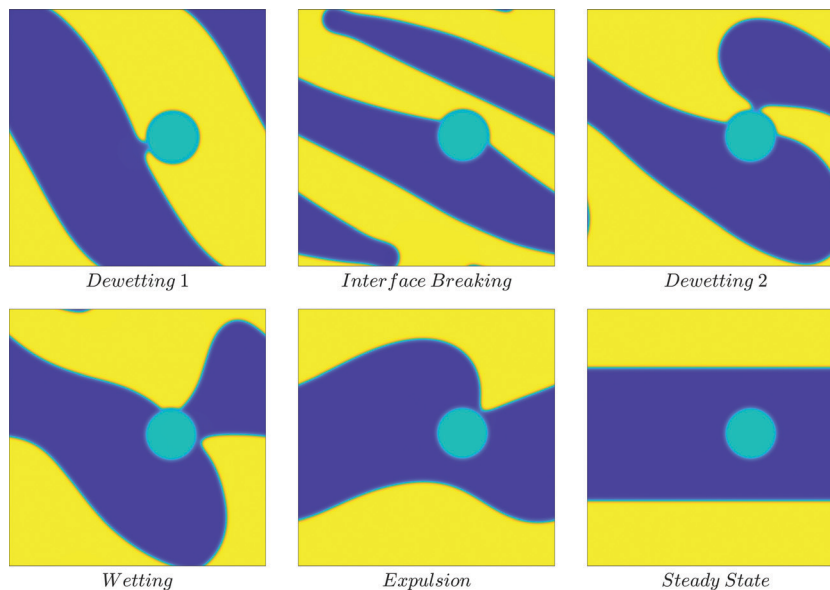 Dewetting 1
Interface Breaking
Dewetting 2
Wetting
Expulsion
Steady State